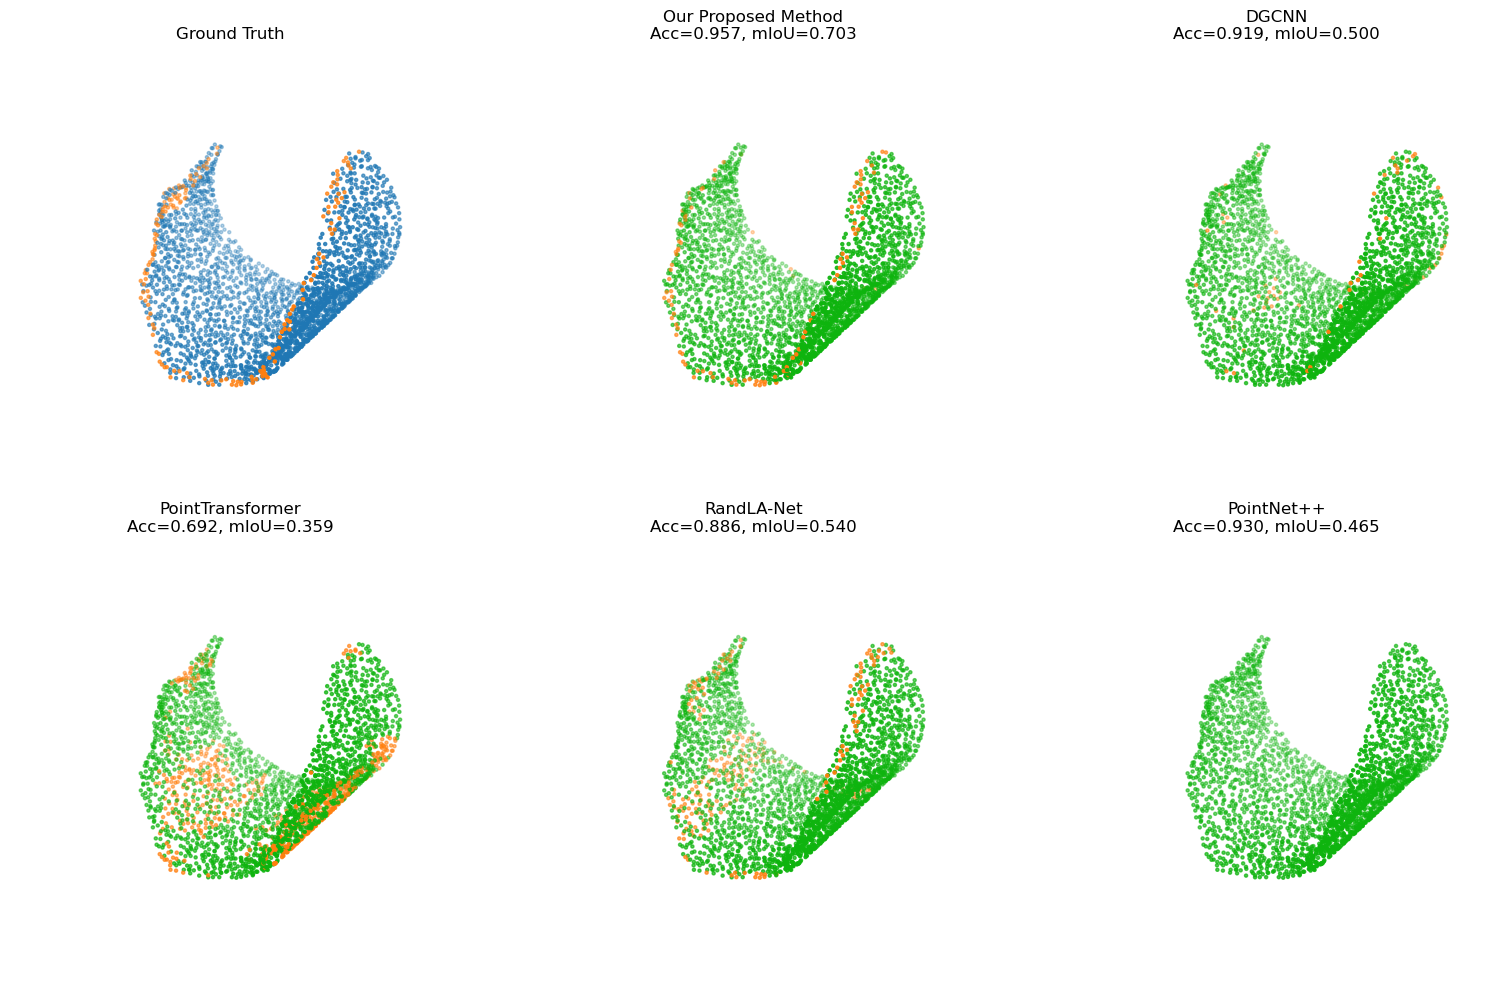 Ground Truth
Our Proposed Method
Acc=0.957, mIoU=0.703
DGCNN
Acc=0.919, mIoU=0.500
PointTransformer
Acc=0.692, mIoU=0.359
RandLA-Net
Acc=0.886, mIoU=0.540
PointNet++
Acc=0.930, mIoU=0.465